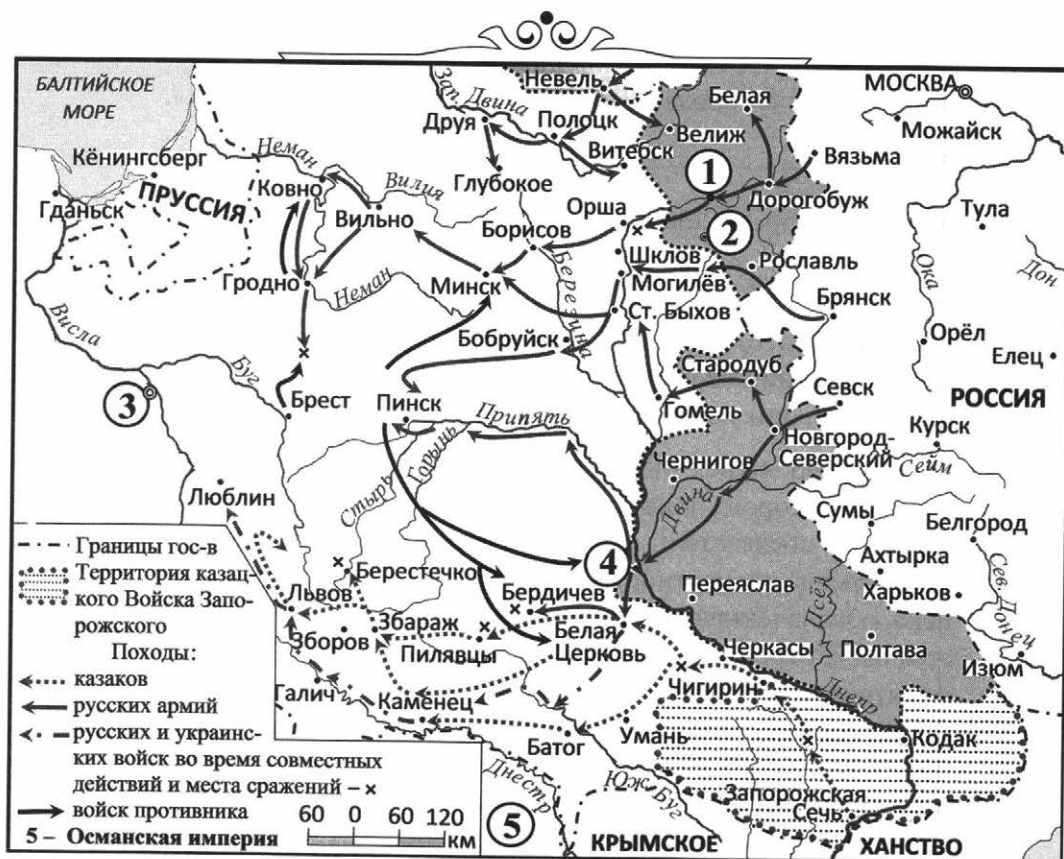 БАЛТИЙСКОЕ
МОРЕ
Невель
Зап. Двина
Друя
Полоцк
Белая
МОСКВА
Можайск
Велиж
Витебск
Вязьма
Кёнингсберг
Неман
Ковно
Вилия
Глубокое
1
Дорогобуж
Гданьск
ПРУССИЯ
Вильно
Орша
Тула
Борисов
2
Шклов
Рославль
Ока
Дон
Гродно
Неман
Минск
Березина
Могилёв
Брянск
Висла
Ст. Быхов
Орёл
Бобруйск
Елец
Буг
Стародуб
3
Севск
РОССИЯ
Брест
Пинск
Припять
Гомель
Новгород-
Северский
Курск
Сейм
Горынь
Чернигов
Стырь
Люблин
Двина
Сумы
Белгород
4
Ахтырка
Сев. Донец
Берестечко
Переяслав
Псёл
Харьков
Львов
Бердичев
Збараж
Белая
Церковь
Зборов
Пилявцы
Черкасы
Полтава
Изюм
Галич
Каменец
Чигирин
Днепр
Умань
Кодак
Батог
Днестр
Юж. Буг
Запорожская
Сечь
5
КРЫМСКОЕ
ХАНСТВО
Границы гос-в
Территория казац-
кого Войска Запо-
рожского
Походы:
казаков
русских армий
русских и украинс-
ких войск во время совместных
действий и места сражений – ×
войск противника
5 – Османская империя
60 0 60 120
км